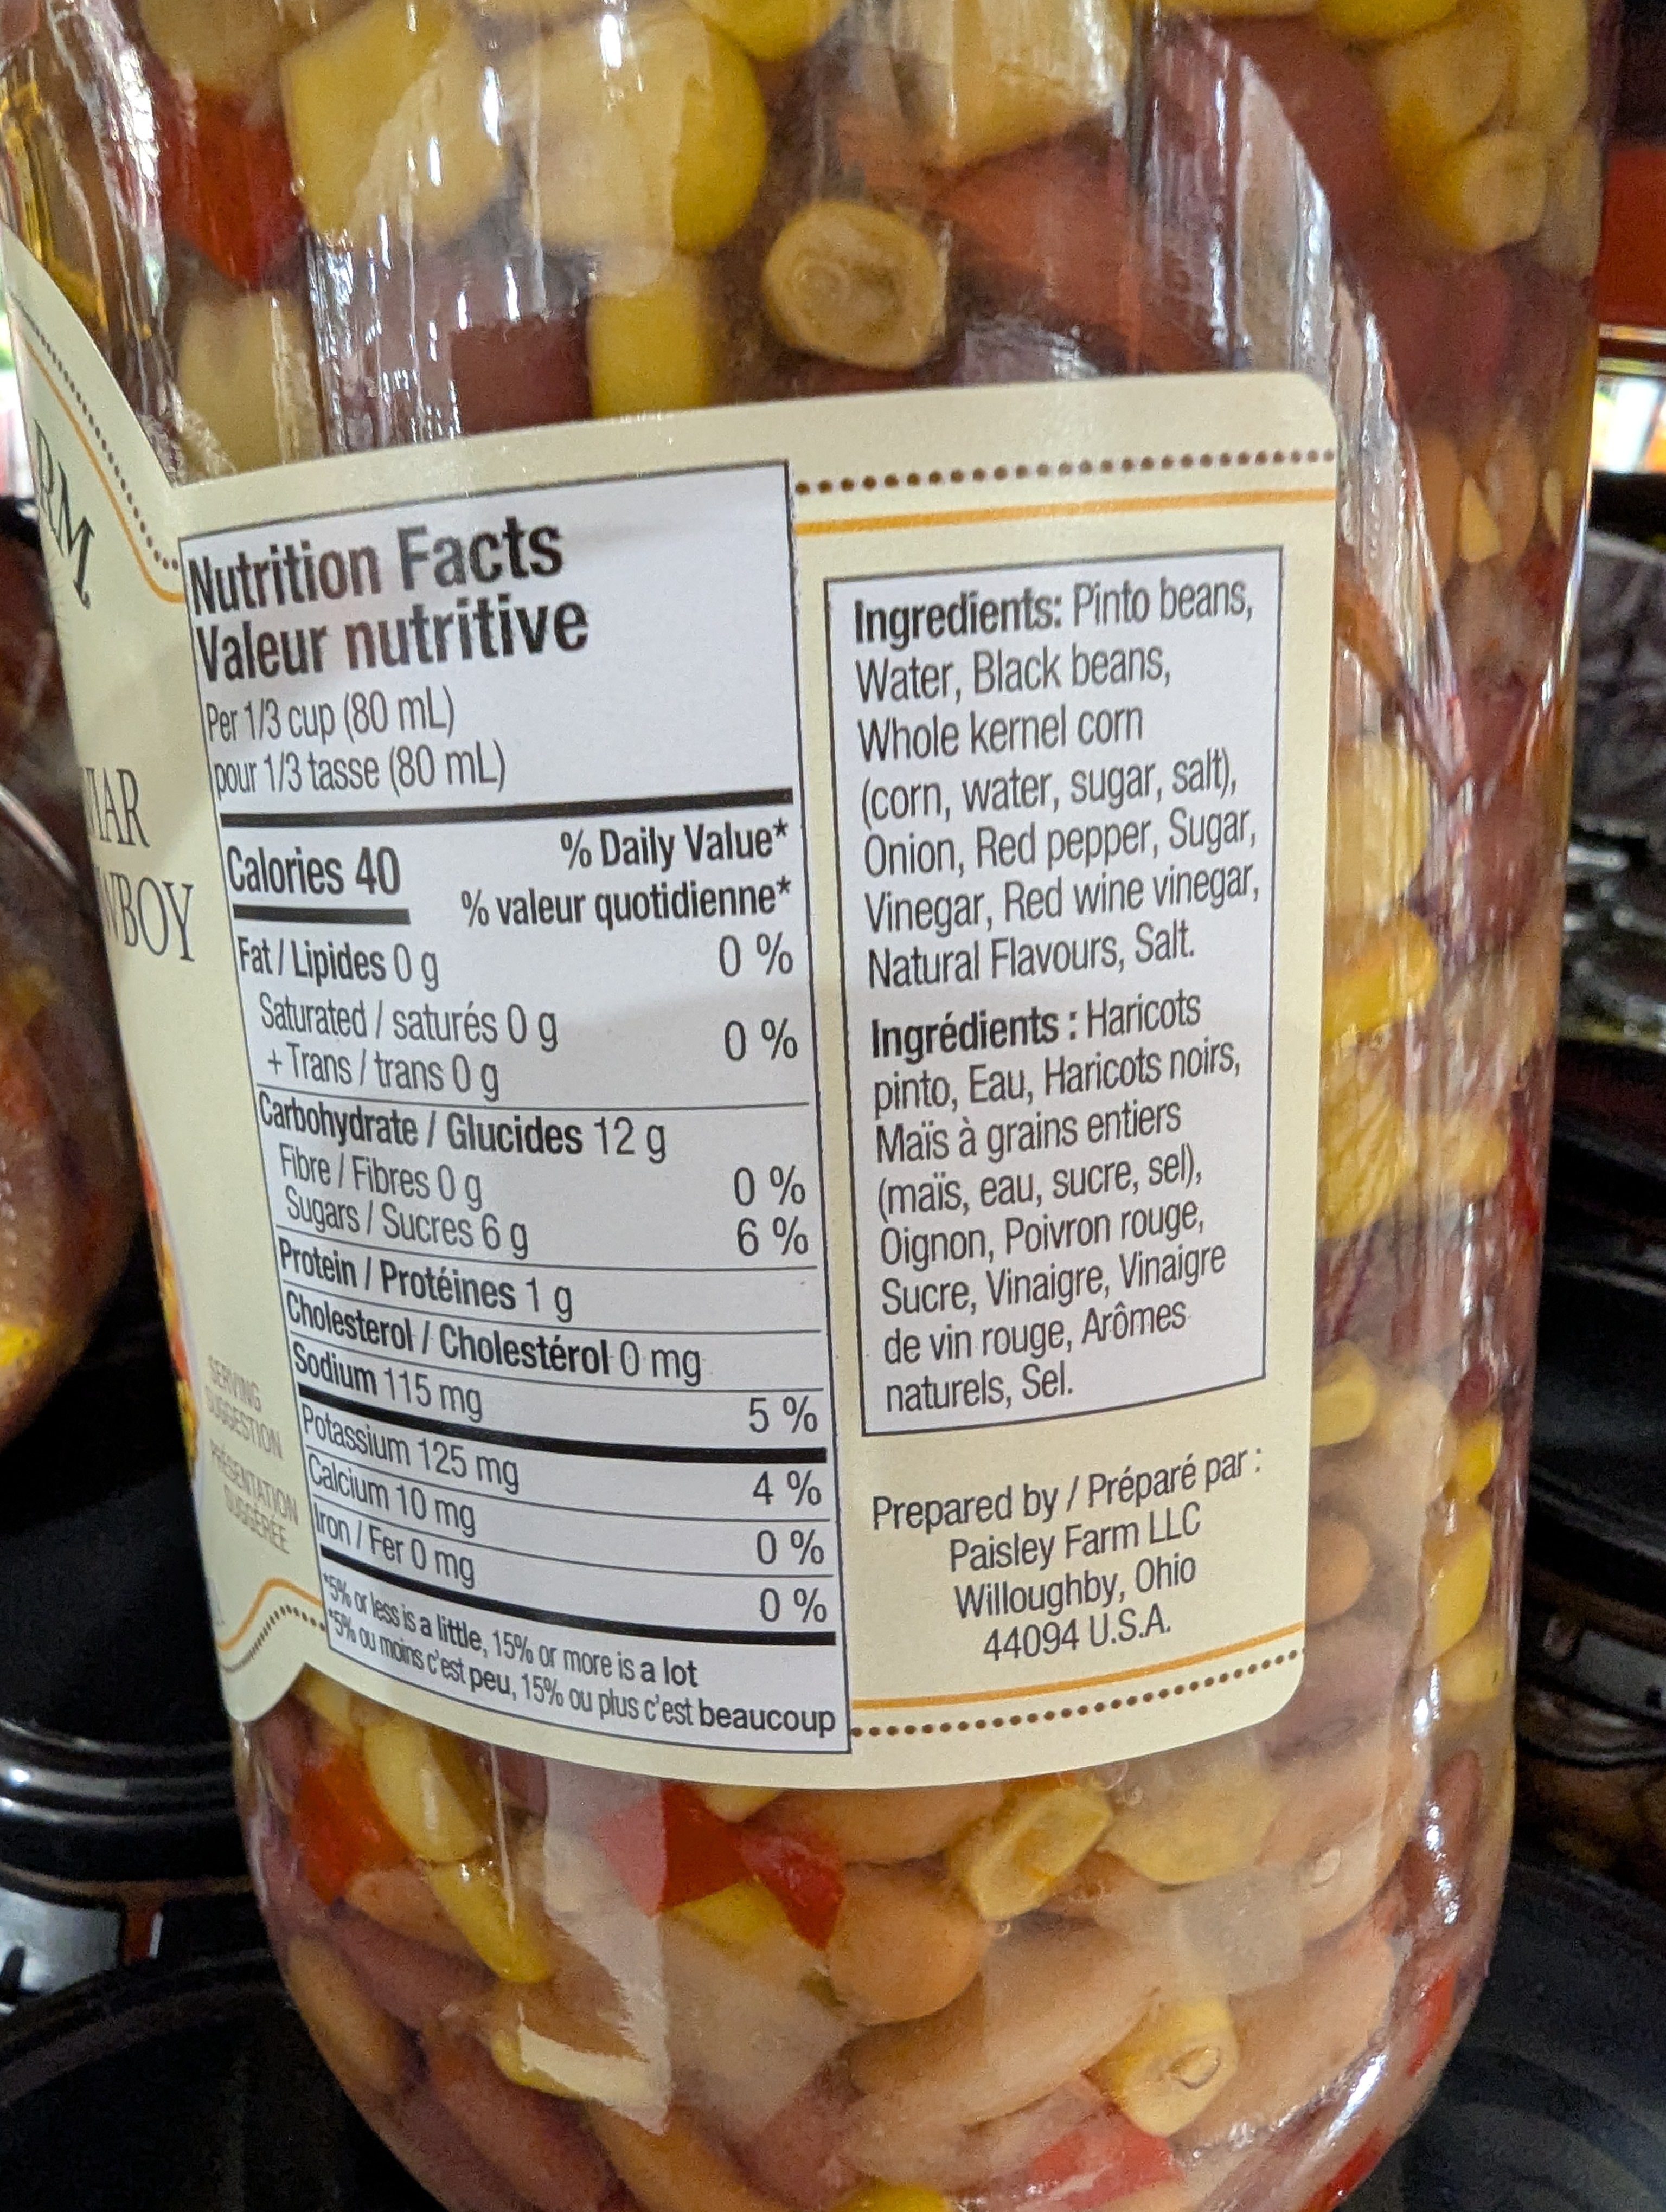 RM
Nutrition Facts
Valeur nutritive
Per 1/3 cup (80 mL)
pour 1/3 tasse (80 mL)
Calories 40
% Daily Value*
% valeur quotidienne*
Fat / Lipides 0 g 0 %
Saturated / saturés 0 g
+ Trans / trans 0 g 0 %
Carbohydrate / Glucides 12 g
Fibre / Fibres 0 g 0 %
Sugars / Sucres 6 g 6 %
Protein / Protéines 1 g
Cholesterol / Cholestérol 0 mg
Sodium 115 mg 5 %
Potassium 125 mg 4 %
Calcium 10 mg 0 %
Iron / Fer 0 mg 0 %
*5% or less is a little, 15% or more is a lot
*5% ou moins c'est peu, 15% ou plus c'est beaucoup
Ingredients: Pinto beans,
Water, Black beans,
Whole kernel corn
(corn, water, sugar, salt),
Onion, Red pepper, Sugar,
Vinegar, Red wine vinegar,
Natural Flavours, Salt.
Ingrédients : Haricots
pinto, Eau, Haricots noirs,
Maïs à grains entiers
(maïs, eau, sucre, sel),
Oignon, Poivron rouge,
Sucre, Vinaigre, Vinaigre
de vin rouge, Arômes
naturels, Sel.
Prepared by / Préparé par :
Paisley Farm LLC
Willoughby, Ohio
44094 U.S.A.
IAR
WBOY
SERVING
SUGGESTION
PRÉSENTATION
SUGGÉRÉE